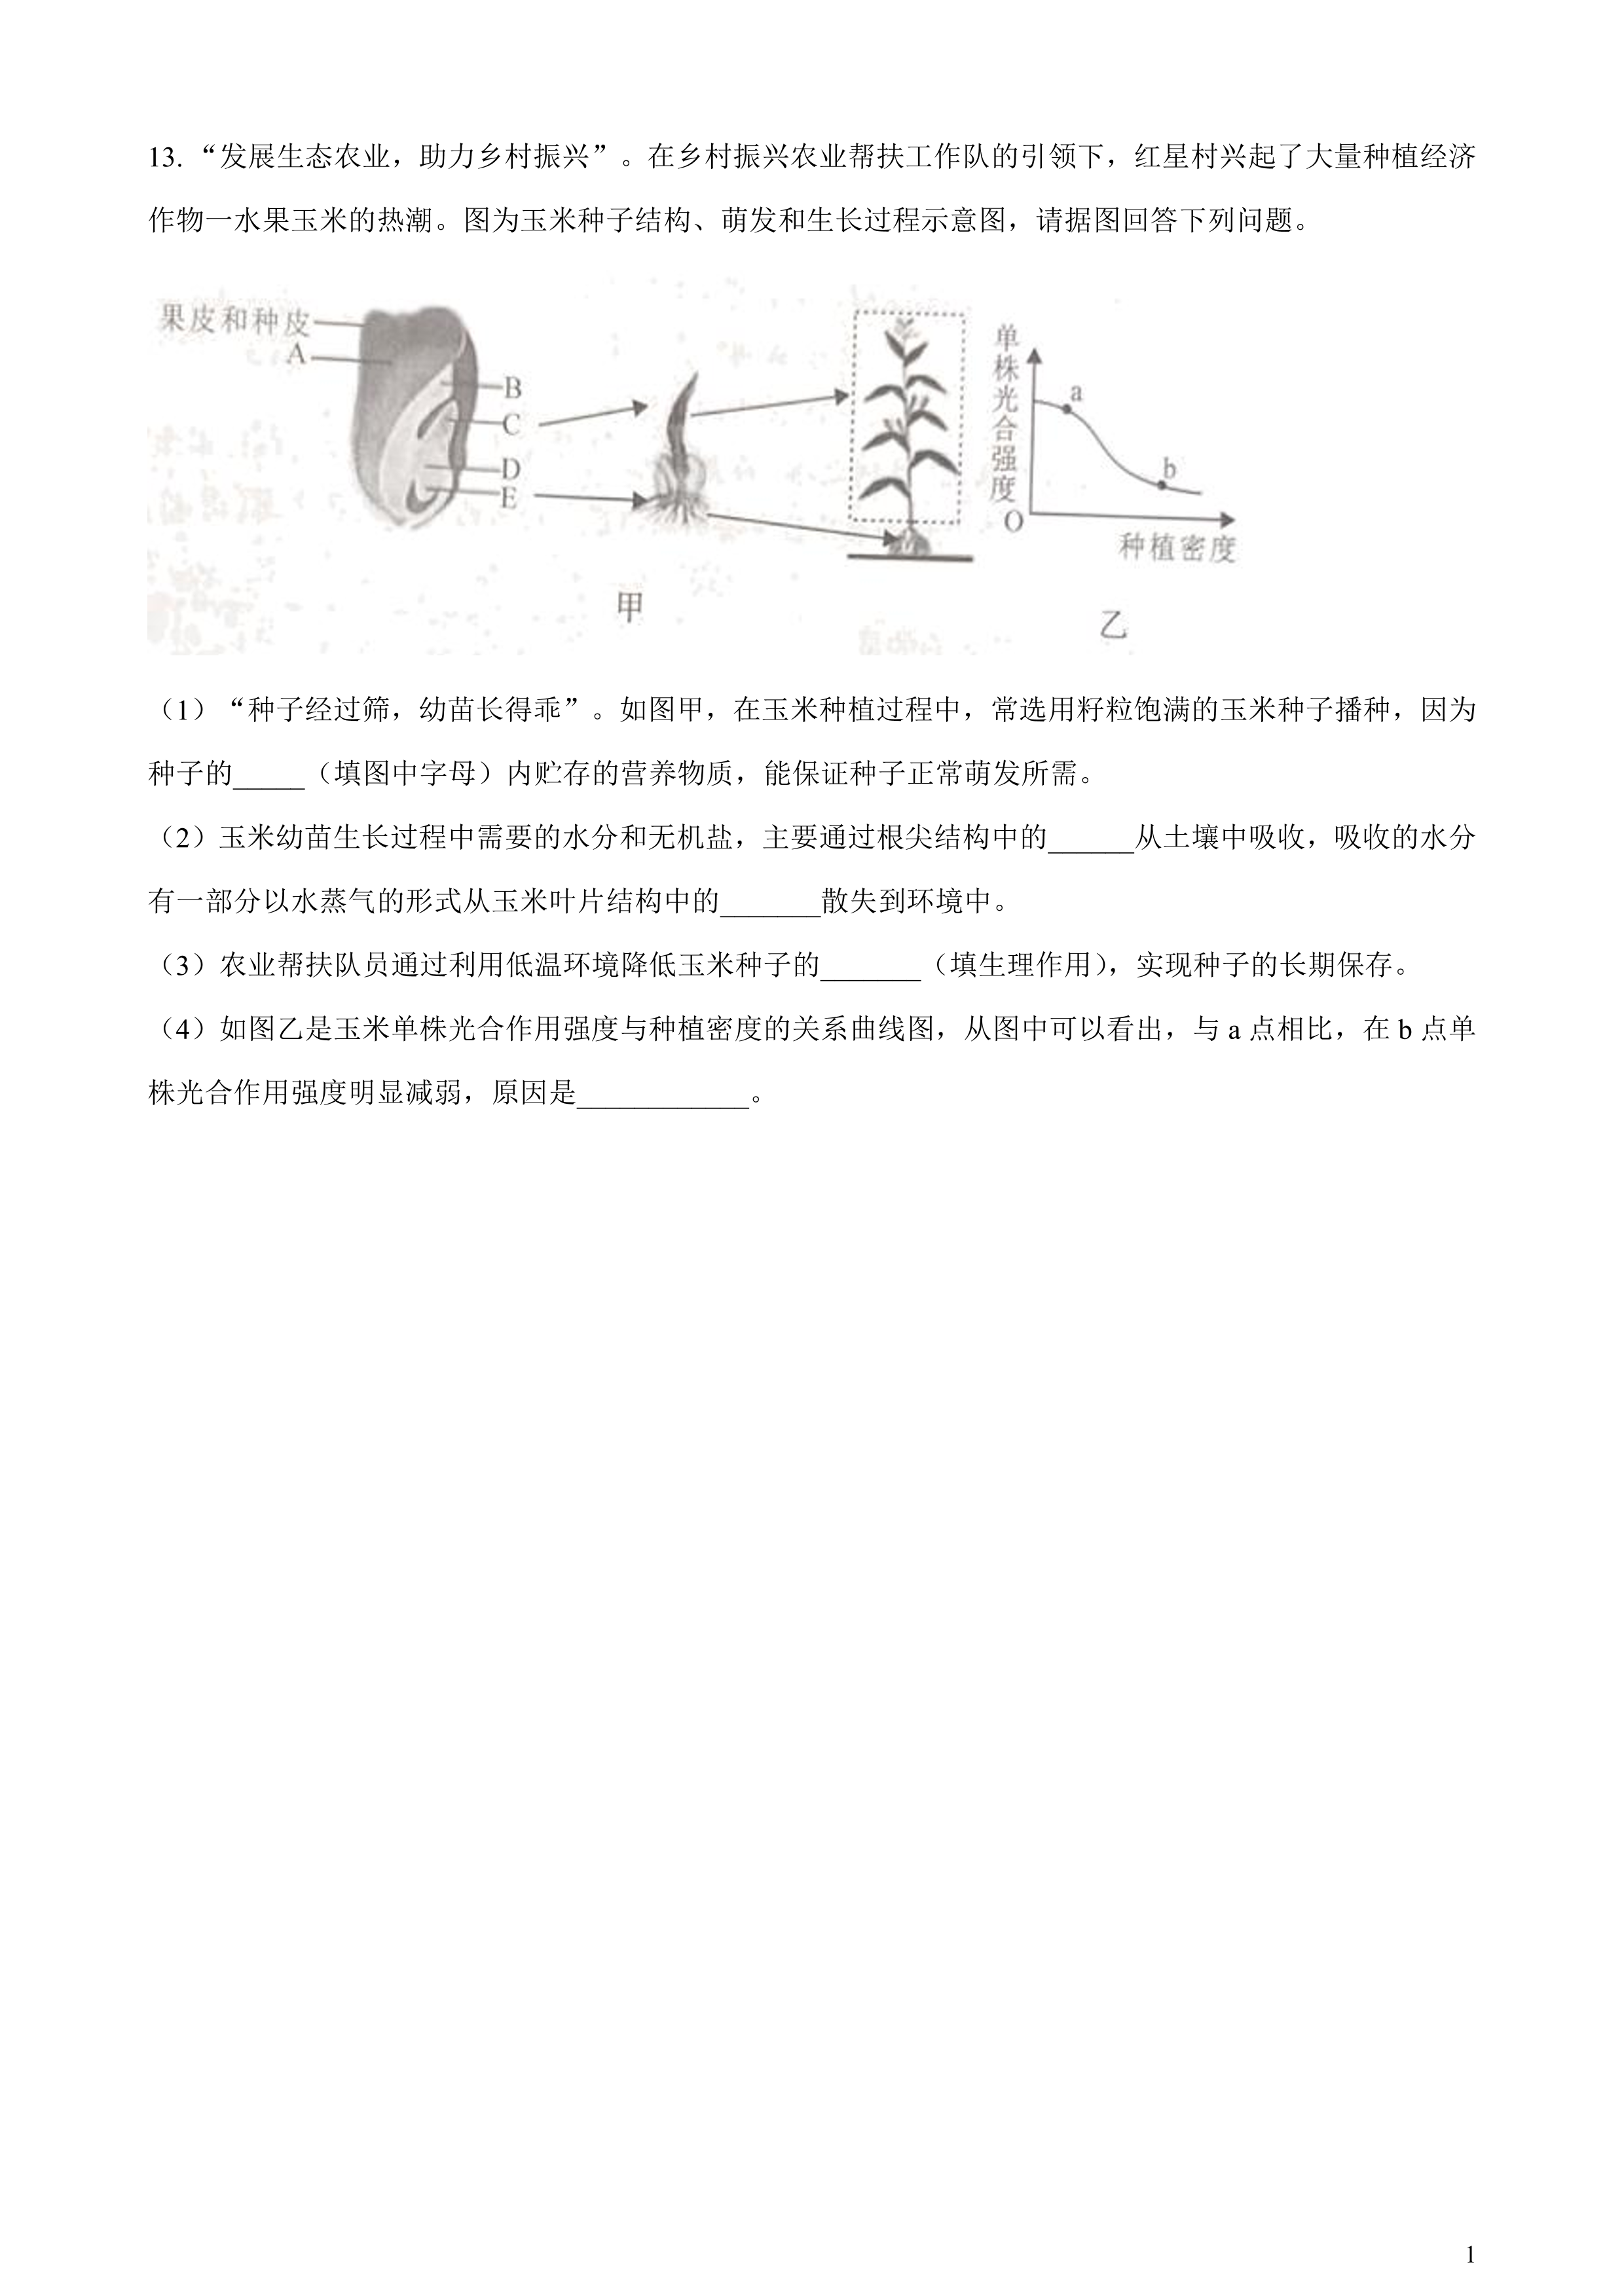 13. “发展生态农业，助力乡村振兴”。在乡村振兴农业帮扶工作队的引领下，红星村兴起了大量种植经济
作物一水果玉米的热潮。图为玉米种子结构、萌发和生长过程示意图，请据图回答下列问题。
果皮和种皮
A
B
C
D
E
甲
单株光合强度
a
b
O
种植密度
乙
（1）“种子经过筛，幼苗长得乖”。如图甲，在玉米种植过程中，常选用籽粒饱满的玉米种子播种，因为
种子的_____（填图中字母）内贮存的营养物质，能保证种子正常萌发所需。
（2）玉米幼苗生长过程中需要的水分和无机盐，主要通过根尖结构中的______从土壤中吸收，吸收的水分
有一部分以水蒸气的形式从玉米叶片结构中的_______散失到环境中。
（3）农业帮扶队员通过利用低温环境降低玉米种子的_______（填生理作用），实现种子的长期保存。
（4）如图乙是玉米单株光合作用强度与种植密度的关系曲线图，从图中可以看出，与 a 点相比，在 b 点单
株光合作用强度明显减弱，原因是____________。
1